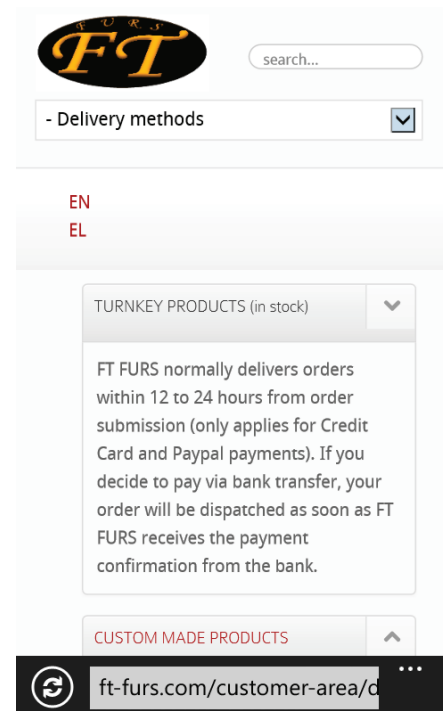 FURS
FT
search...
- Delivery methods
EN
EL
TURNKEY PRODUCTS (in stock)
FT FURS normally delivers orders
within 12 to 24 hours from order
submission (only applies for Credit
Card and Paypal payments). If you
decide to pay via bank transfer, your
order will be dispatched as soon as FT
FURS receives the payment
confirmation from the bank.
CUSTOM MADE PRODUCTS
ft-furs.com/customer-area/d